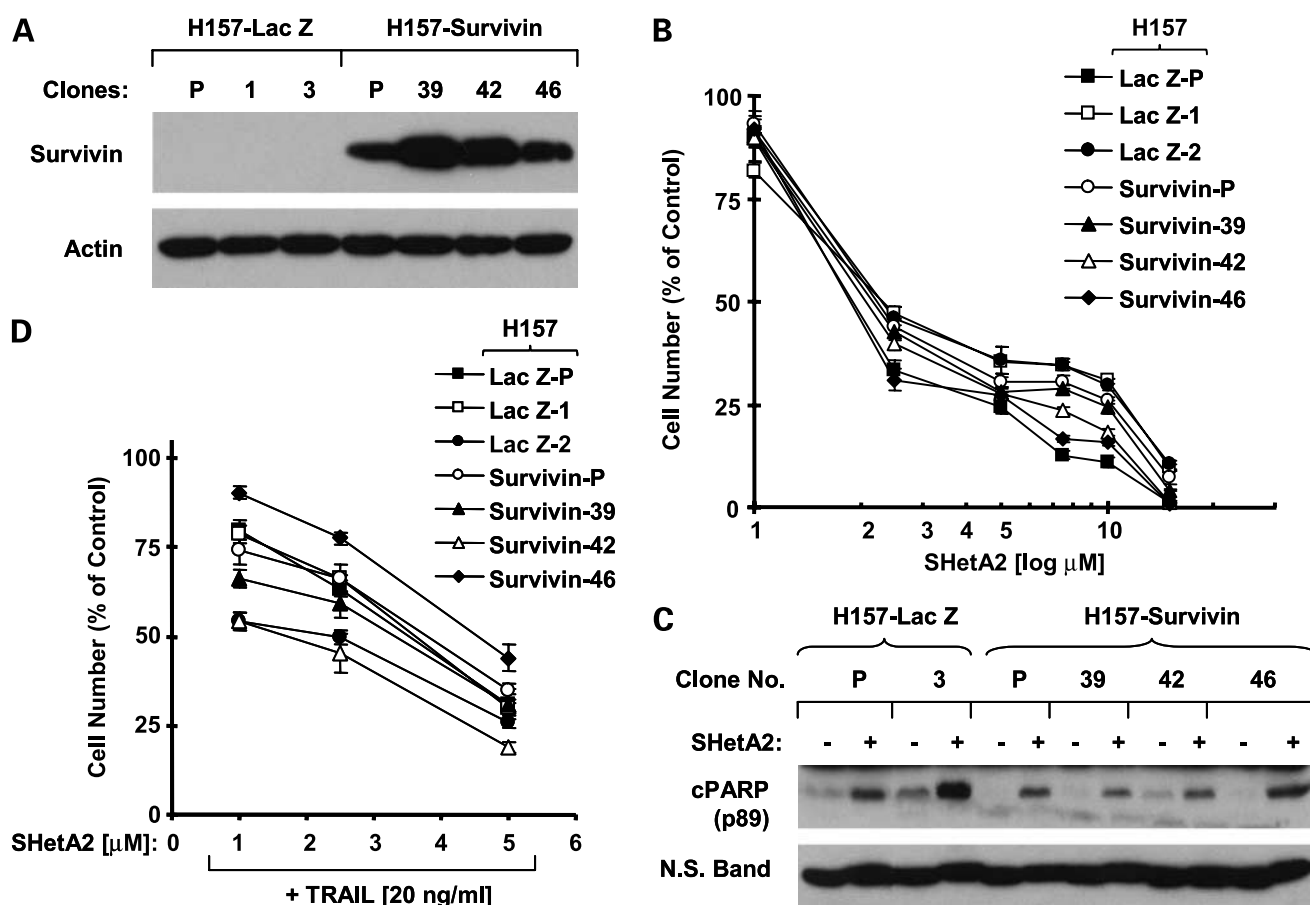 A
H157-Lac Z H157-Survivin
Clones: P 1 3 P 39 42 46
Survivin
Actin
B
H157
Lac Z-P
Lac Z-1
Lac Z-2
Survivin-P
Survivin-39
Survivin-42
Survivin-46
Cell Number (% of Control)
100
75
50
25
0
1 2 3 4 5 10
SHetA2 [log μM]
D
H157
Lac Z-P
Lac Z-1
Lac Z-2
Survivin-P
Survivin-39
Survivin-42
Survivin-46
Cell Number (% of Control)
100
75
50
25
0
SHetA2 [μM]: 0 1 2 3 4 5 6
+ TRAIL [20 ng/ml]
C
H157-Lac Z H157-Survivin
Clone No. P 3 P 39 42 46
SHetA2: - + - + - + - + - + - +
cPARP
(p89)
N.S. Band